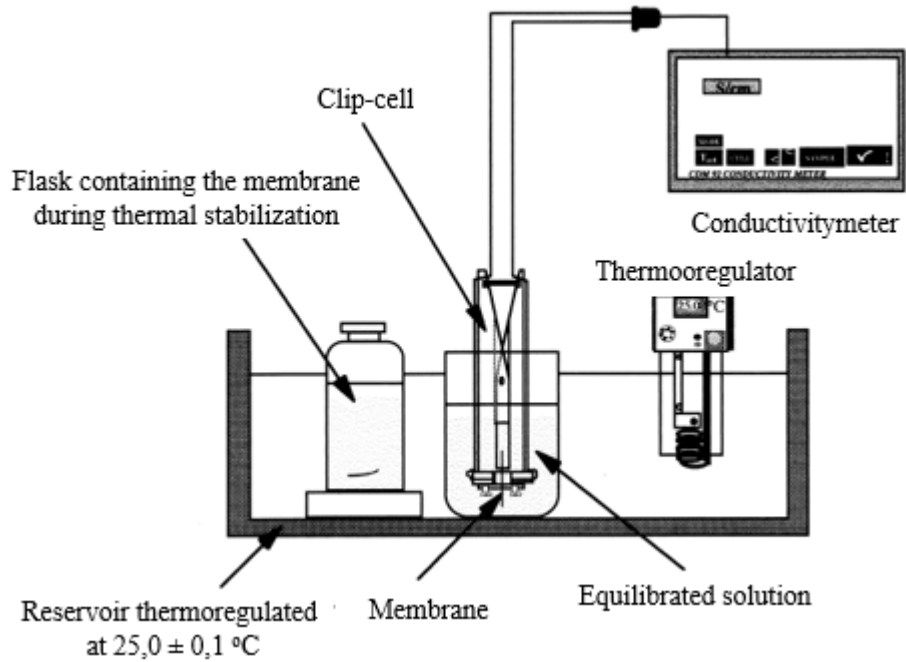 Clip-cell
S/cm
Flask containing the membrane
during thermal stabilization
CDM 92 CONDUCTIVITY METER
Conductivitymeter
Thermooregulator
25.0 °C
Reservoir thermoregulated
at 25,0 ± 0,1 °C
Membrane
Equilibrated solution